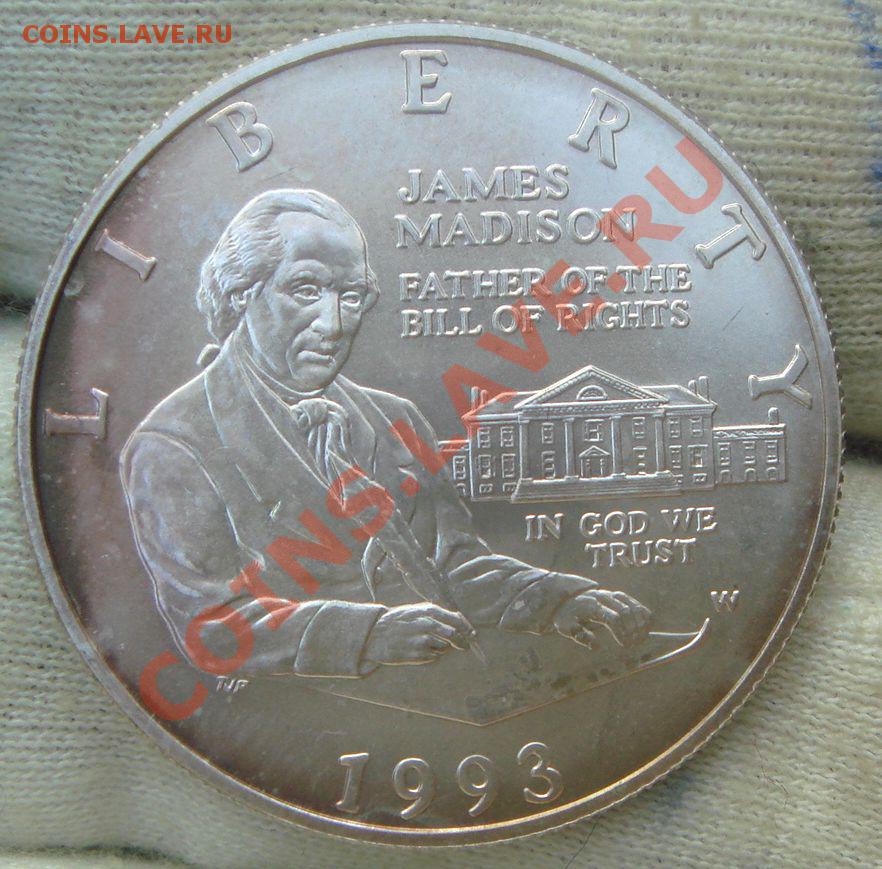 COINS.LAVE.RU
LIBERTY
JAMES
MADISON
FATHER OF THE
BILL OF RIGHTS
IN GOD WE
TRUST
W
TJF
1993
COINS.LAVE.RU